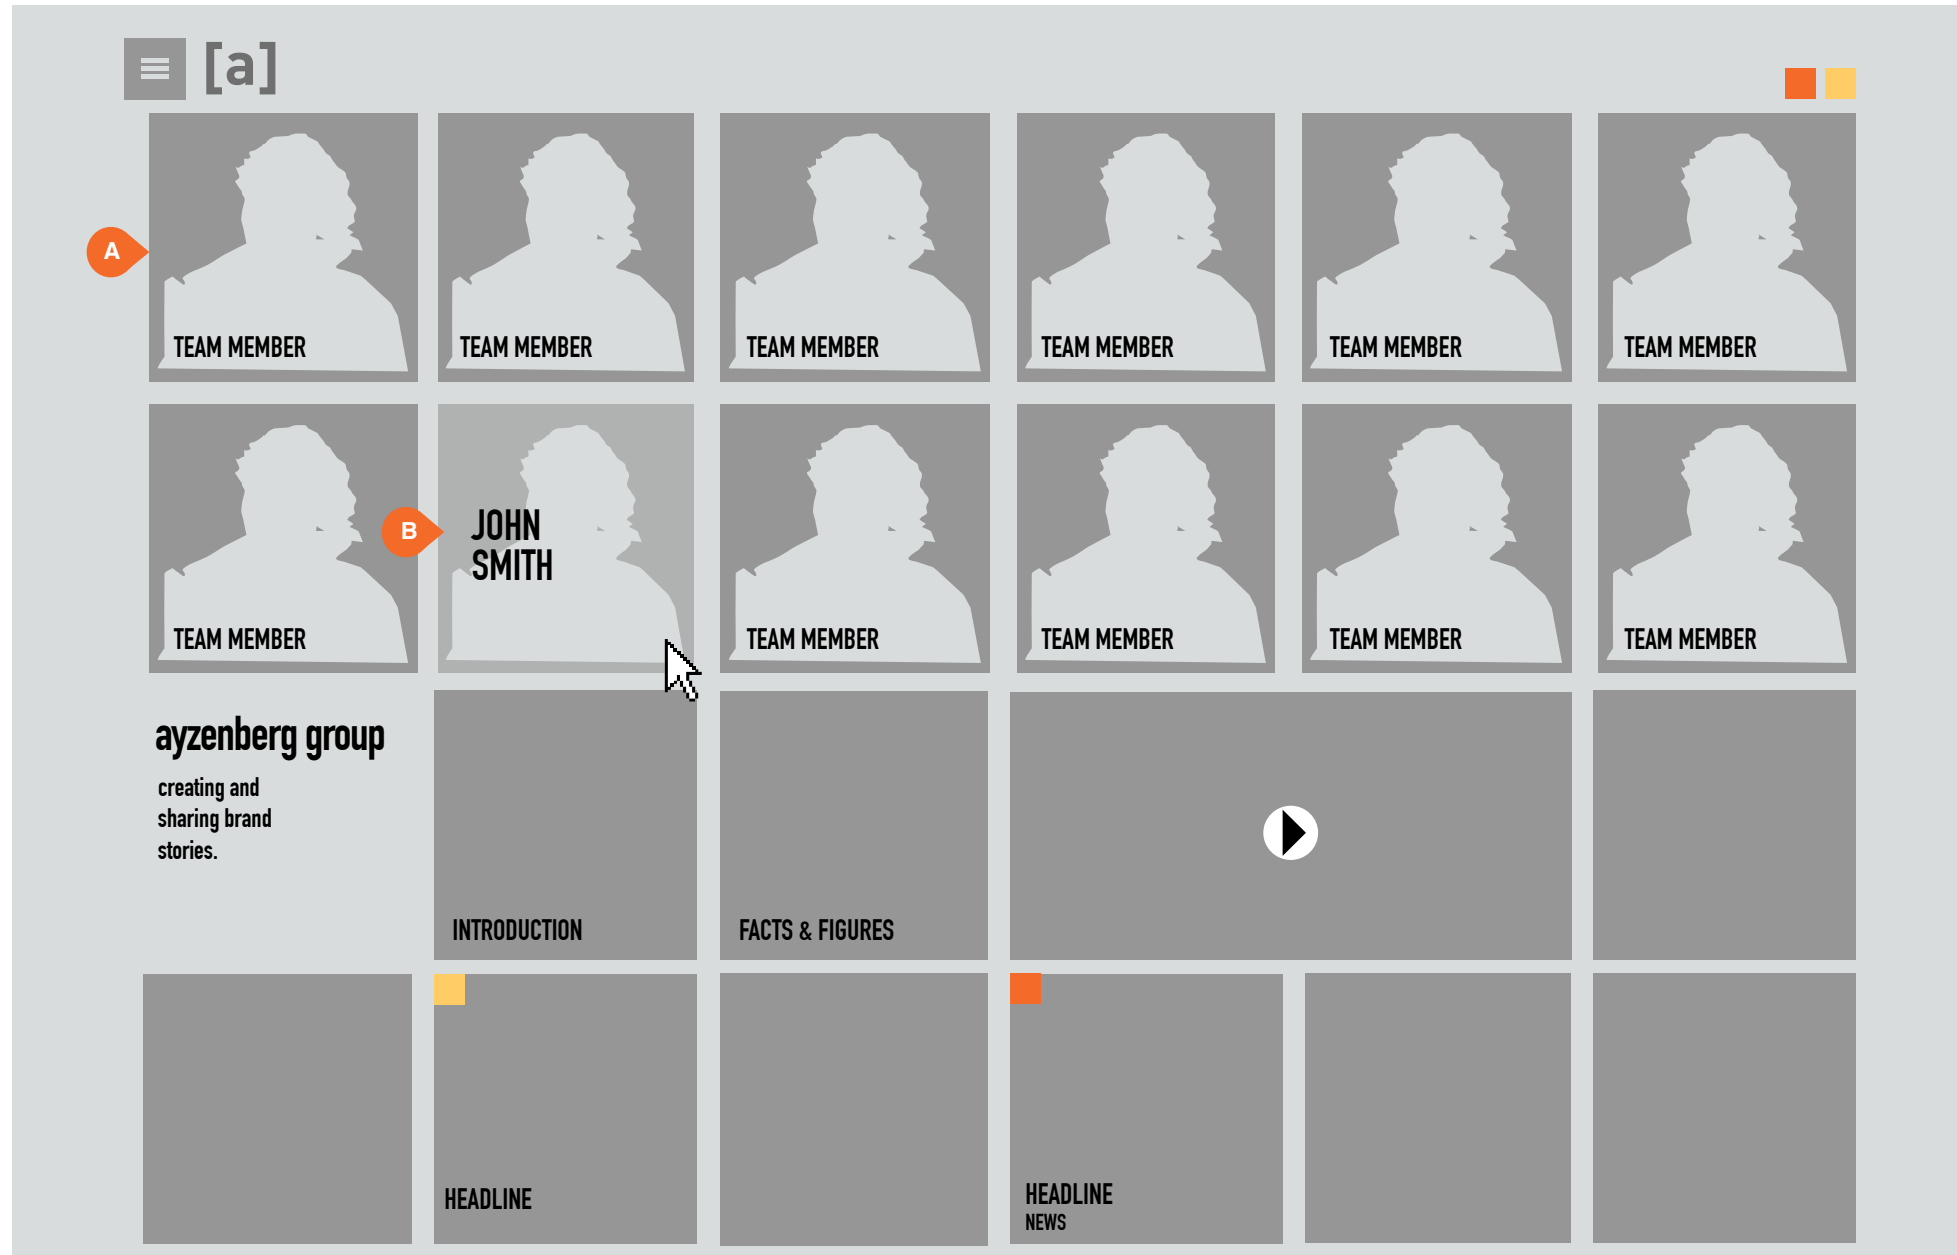 [a]
A
TEAM MEMBER
TEAM MEMBER
TEAM MEMBER
TEAM MEMBER
TEAM MEMBER
TEAM MEMBER
B
JOHN
SMITH
TEAM MEMBER
TEAM MEMBER
TEAM MEMBER
TEAM MEMBER
TEAM MEMBER
ayzenberg group
creating and
sharing brand
stories.
INTRODUCTION
FACTS & FIGURES
HEADLINE
HEADLINE
NEWS